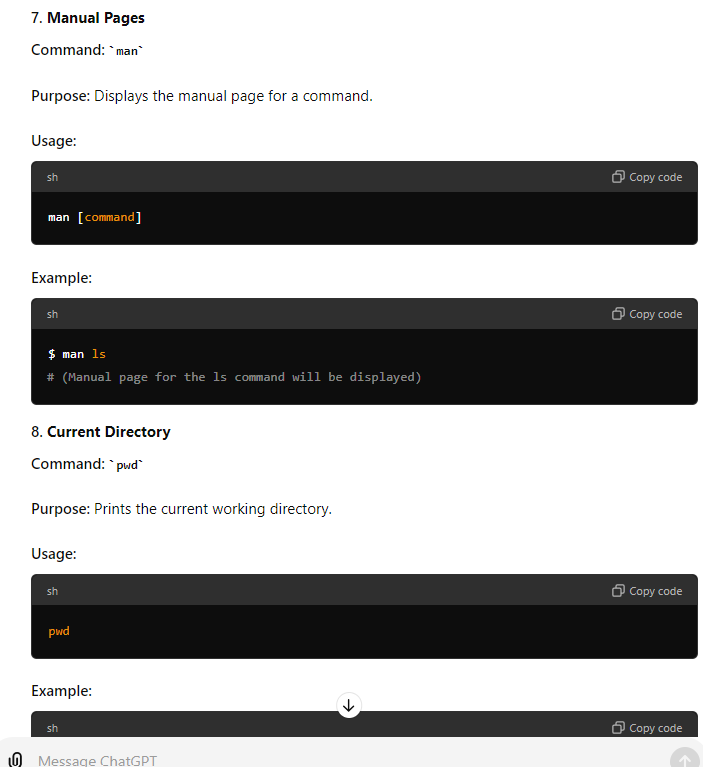 7. Manual Pages
Command: `man`
Purpose: Displays the manual page for a command.
Usage:
sh Copy code
man [command]
Example:
sh Copy code
$ man ls
# (Manual page for the ls command will be displayed)
8. Current Directory
Command: `pwd`
Purpose: Prints the current working directory.
Usage:
sh Copy code
pwd
Example:
sh Copy code
Message ChatGPT